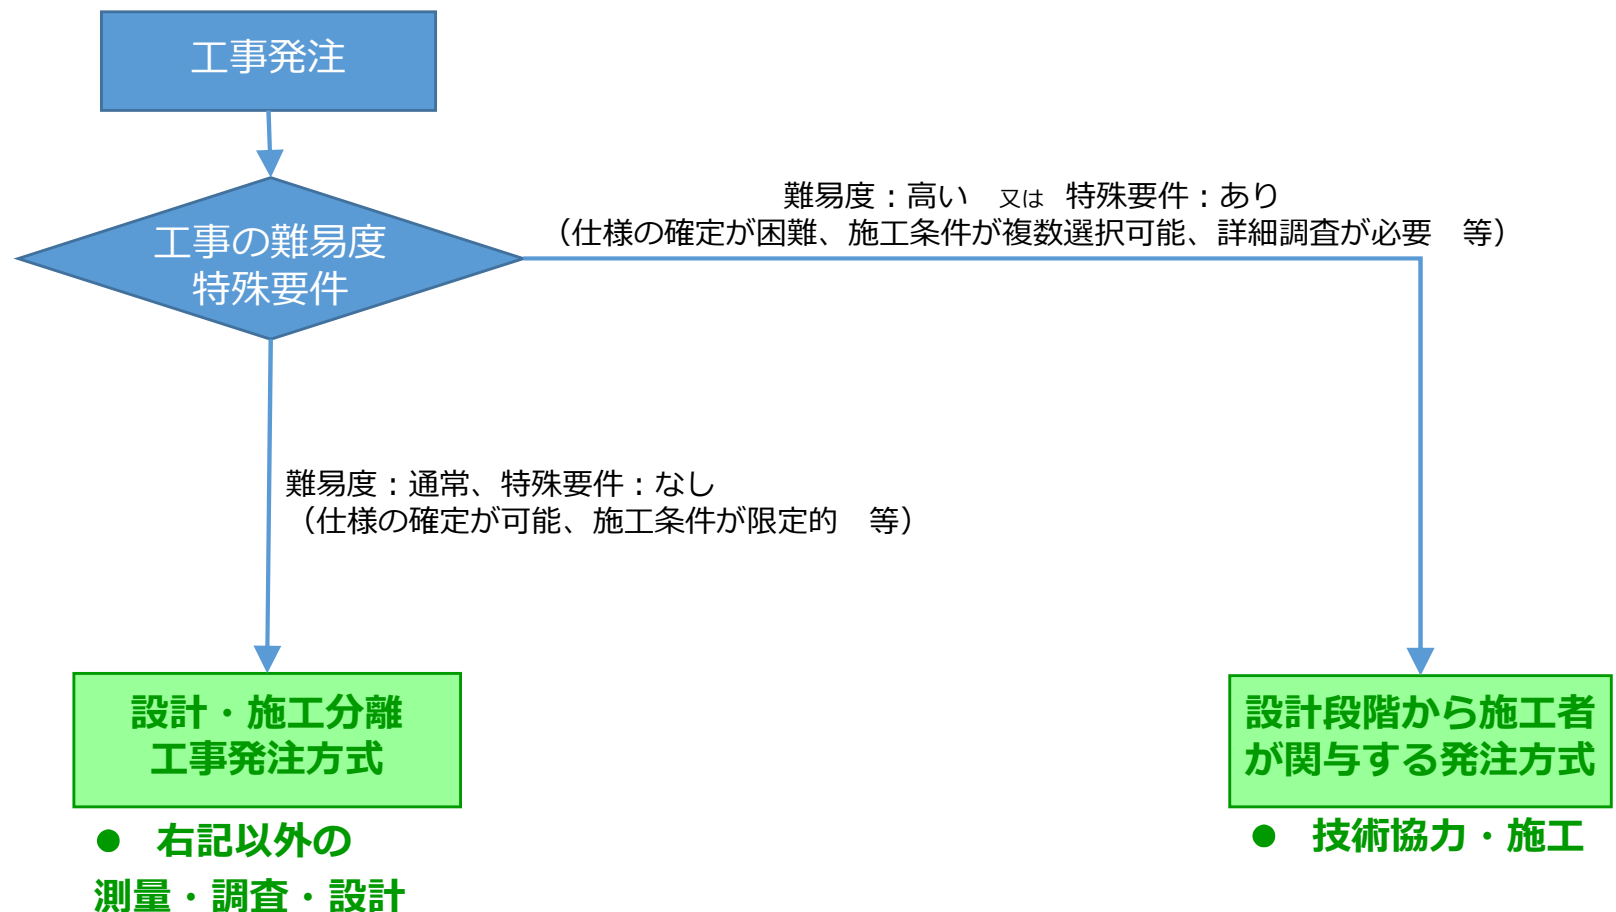 工事発注
工事の難易度
特殊要件
難易度：高い　又は　特殊要件：あり
（仕様の確定が困難、施工条件が複数選択可能、詳細調査が必要　等）
難易度：通常、特殊要件：なし
（仕様の確定が可能、施工条件が限定的　等）
設計・施工分離
工事発注方式
● 右記以外の
測量・調査・設計
設計段階から施工者
が関与する発注方式
● 技術協力・施工